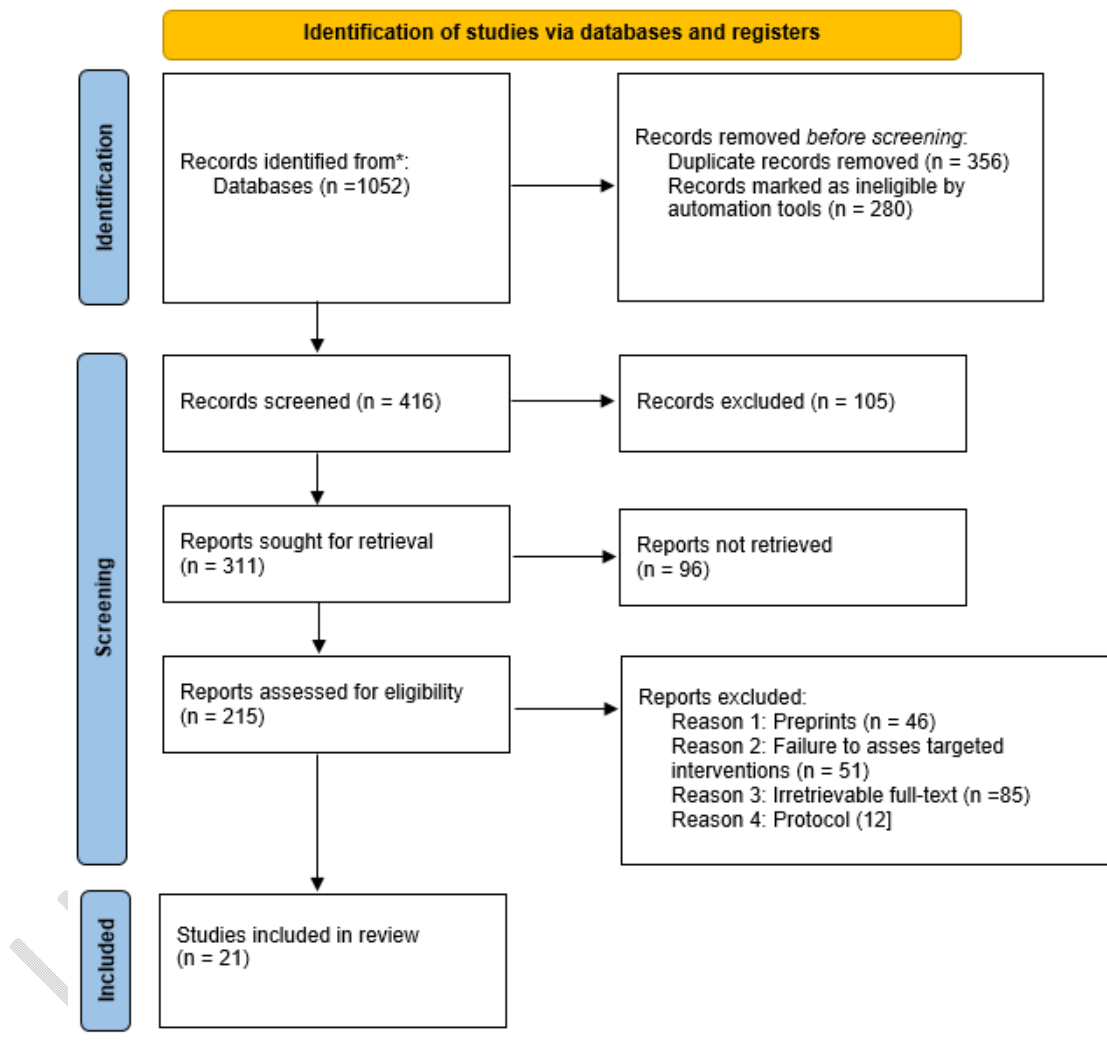 Identification of studies via databases and registers
Identification
Records identified from*:
Databases (n =1052)
Records removed before screening:
Duplicate records removed (n = 356)
Records marked as ineligible by
automation tools (n = 280)
Screening
Records screened (n = 416)
Records excluded (n = 105)
Reports sought for retrieval
(n = 311)
Reports not retrieved
(n = 96)
Reports assessed for eligibility
(n = 215)
Reports excluded:
Reason 1: Preprints (n = 46)
Reason 2: Failure to asses targeted
interventions (n = 51)
Reason 3: Irretrievable full-text (n =85)
Reason 4: Protocol (12]
Included
Studies included in review
(n = 21)